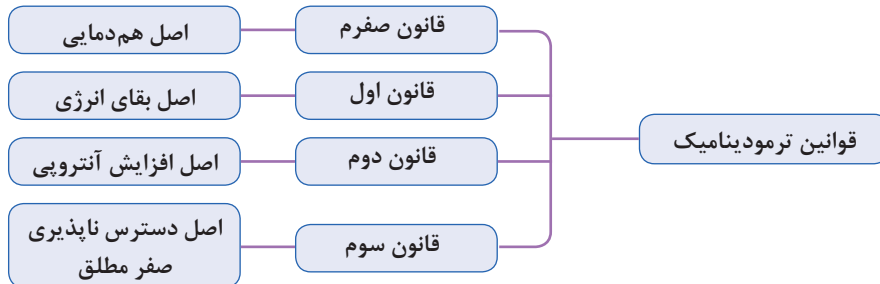 قوانین ترمودینامیک
قانون صفرم
اصل هم‌دمایی
قانون اول
اصل بقای انرژی
قانون دوم
اصل افزایش آنتروپی
قانون سوم
اصل دسترس ناپذیری
صفر مطلق